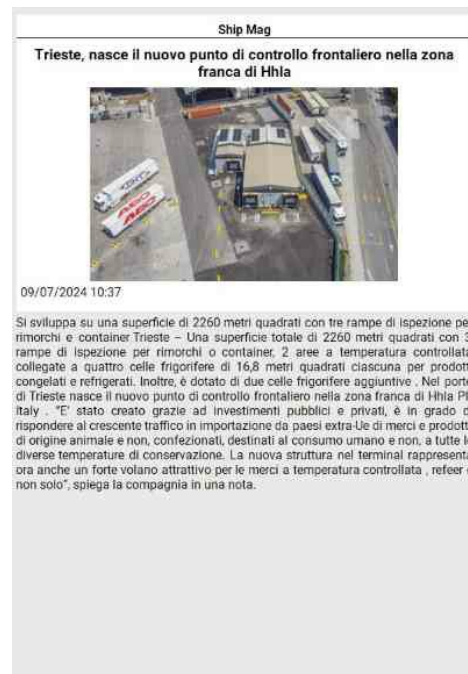 Ship Mag
Trieste, nasce il nuovo punto di controllo frontaliero nella zona
franca di Hhla
09/07/2024 10:37
Si sviluppa su una superficie di 2260 metri quadrati con tre rampe di ispezione pe
rimorchi e container Trieste – Una superficie totale di 2260 metri quadrati con 3
rampe di ispezione per rimorchi o container, 2 aree a temperatura controllata
collegate a quattro celle frigorifere di 16,8 metri quadrati ciascuna per prodott
congelati e refrigerati. Inoltre, è dotato di due celle frigorifere aggiuntive . Nel porto
di Trieste nasce il nuovo punto di controllo frontaliero nella zona franca di Hhla Pl
Italy . "E' stato creato grazie ad investimenti pubblici e privati, è in grado d
rispondere al crescente traffico in importazione da paesi extra-Ue di merci e prodott
di origine animale e non, confezionati, destinati al consumo umano e non, a tutte le
diverse temperature di conservazione. La nuova struttura nel terminal rappresenta
ora anche un forte volano attrattivo per le merci a temperatura controllata , refeer e
non solo", spiega la compagnia in una nota.